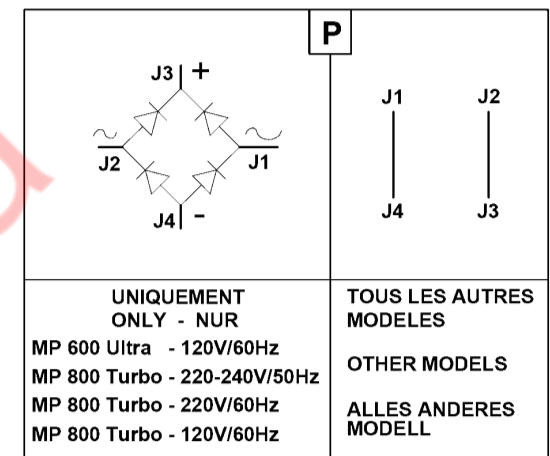 P
J3 +
J2
J1
J4 -
J1 J2
J4 J3
UNIQUEMENT
ONLY - NUR
MP 600 Ultra - 120V/60Hz
MP 800 Turbo - 220-240V/50Hz
MP 800 Turbo - 220V/60Hz
MP 800 Turbo - 120V/60Hz
TOUS LES AUTRES
MODELES
OTHER MODELS
ALLES ANDERES
MODELL